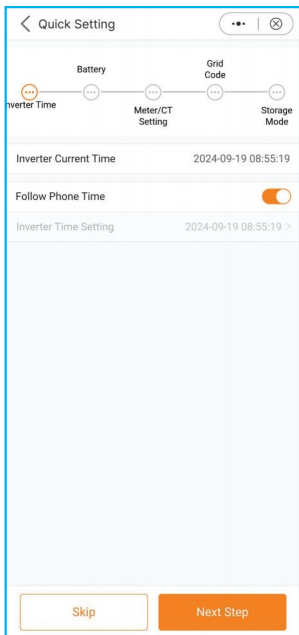 Quick Setting
Battery
Grid
Code
nverter Time
Meter/CT
Setting
Storage
Mode
Inverter Current Time 2024-09-19 08:55:19
Follow Phone Time
Inverter Time Setting 2024-09-19 08:55:19
Skip Next Step